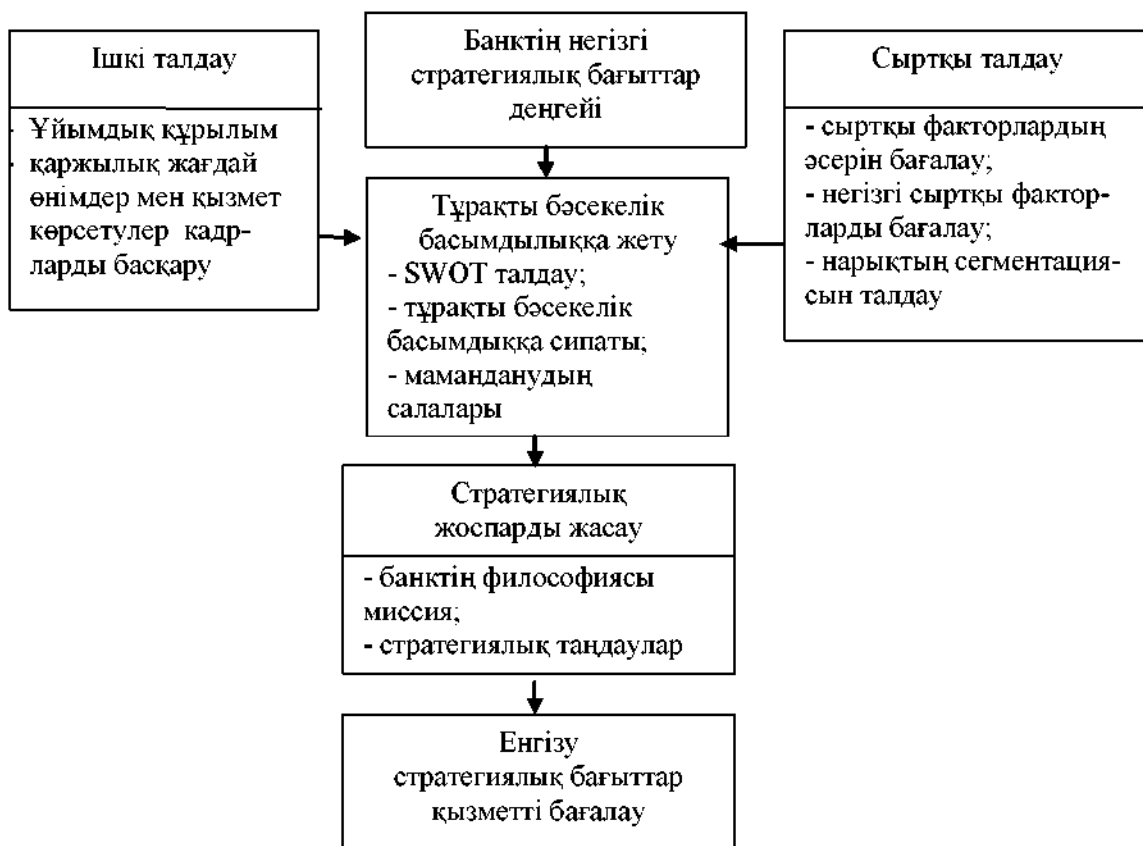 Ішкі талдау
- Ұйымдық құрылым
- қаржылық жағдай
өнімдер мен қызмет
көрсетулер кадр-
ларды басқару
Банктің негізгі
стратегиялық бағыттар
деңгейі
Сыртқы талдау
- сыртқы факторлардың
әсерін бағалау;
- негізгі сыртқы фактор-
ларды бағалау;
- нарықтың сегментация-
сын талдау
Тұрақты бәсекелік
басымдылыққа жету
- SWOT талдау;
- тұрақты бәсекелік
басымдыққа сипаты;
- маманданудың
салалары
Стратегиялық
жоспарды жасау
- банктің философиясы
миссия;
- стратегиялық таңдаулар
Енгізу
стратегиялық бағыттар
қызметті бағалау